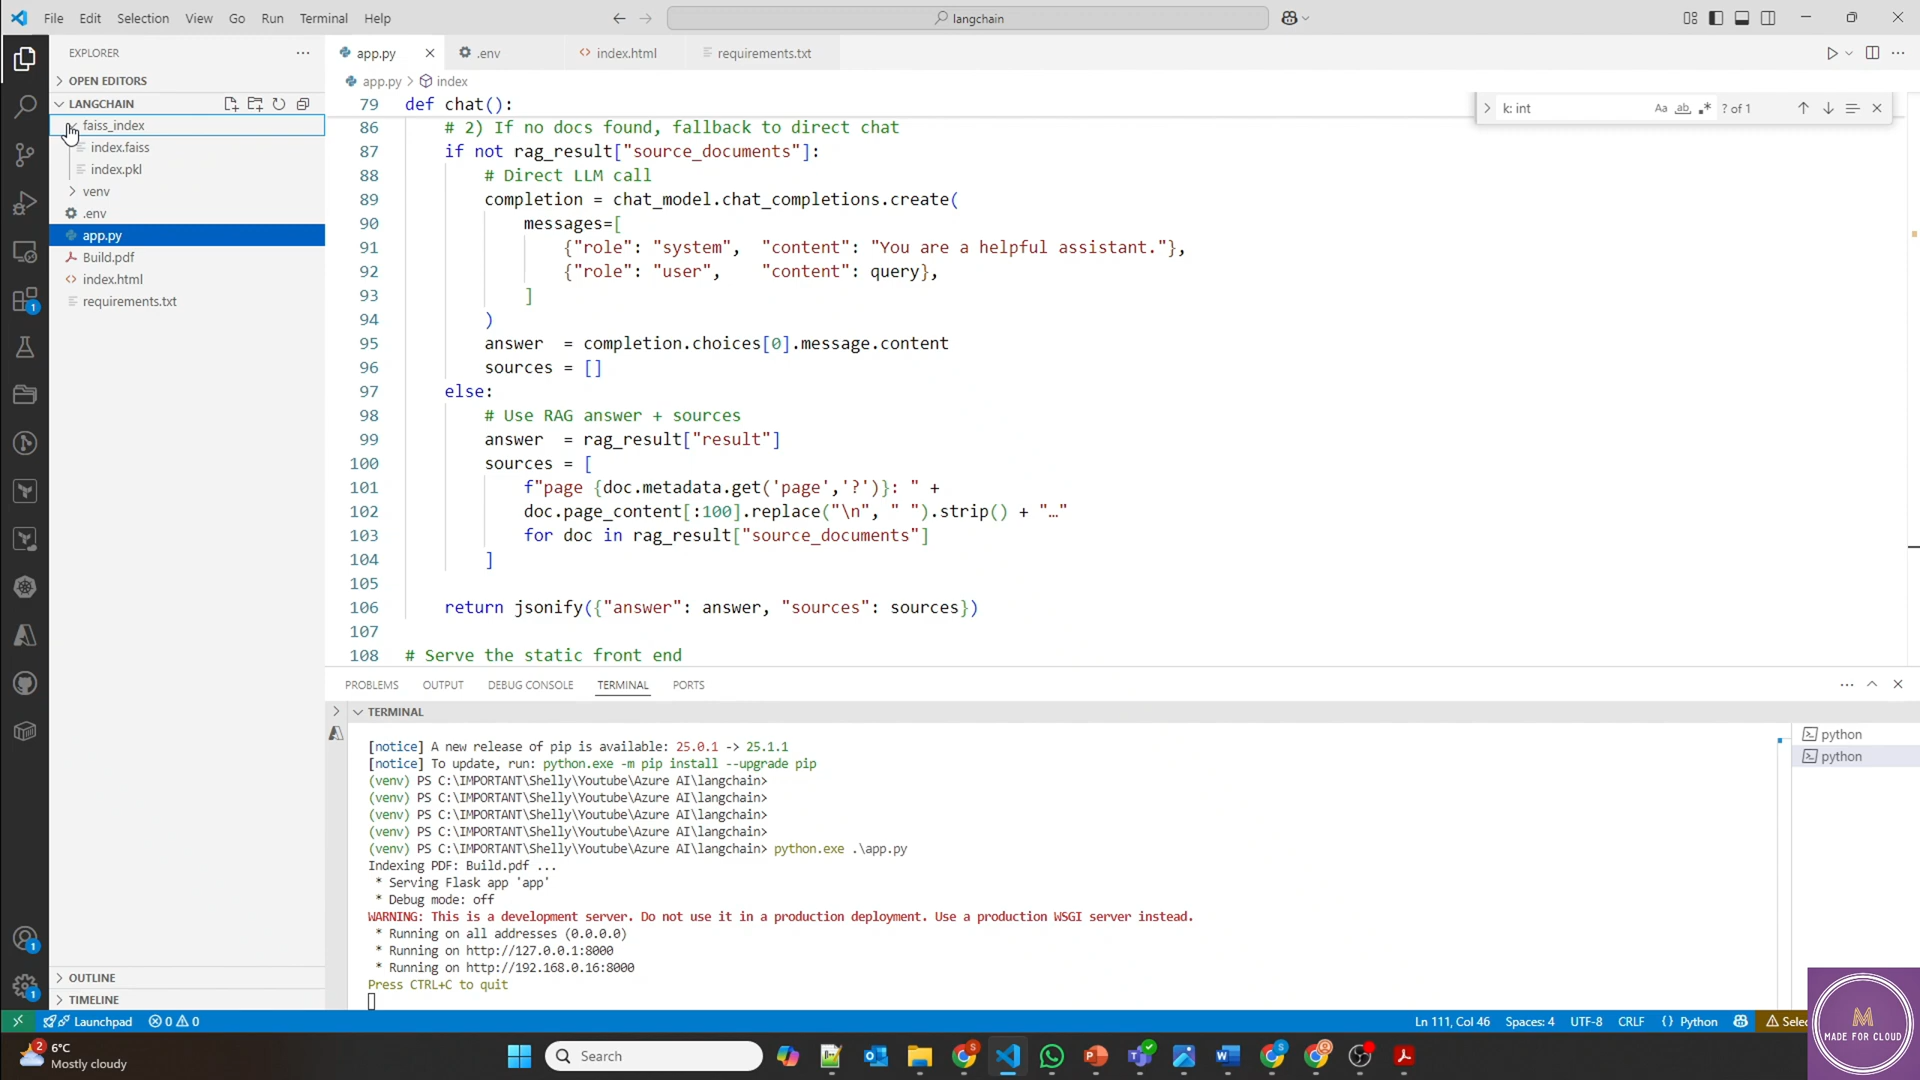 File Edit Selection View Go Run Terminal Help
langchain
EXPLORER
OPEN EDITORS
LANGCHAIN
faiss_index
index.faiss
index.pkl
venv
.env
app.py
Build.pdf
index.html
requirements.txt
OUTLINE
TIMELINE
app.py .env index.html requirements.txt
app.py > index
k: int
Aa ab ? of 1
79 def chat():
86 # 2) If no docs found, fallback to direct chat
87 if not rag_result["source_documents"]:
88 # Direct LLM call
89 completion = chat_model.chat_completions.create(
90 messages=[
91 {"role": "system", "content": "You are a helpful assistant."},
92 {"role": "user", "content": query},
93 ]
94 )
95 answer = completion.choices[0].message.content
96 sources = []
97 else:
98 # Use RAG answer + sources
99 answer = rag_result["result"]
100 sources = [
101 f"page {doc.metadata.get('page','?')}: " +
102 doc.page_content[:100].replace("\n", " ").strip() + "…"
103 for doc in rag_result["source_documents"]
104 ]
105
106 return jsonify({"answer": answer, "sources": sources})
107
108 # Serve the static front end
PROBLEMS OUTPUT DEBUG CONSOLE TERMINAL PORTS
TERMINAL
[notice] A new release of pip is available: 25.0.1 -> 25.1.1
[notice] To update, run: python.exe -m pip install --upgrade pip
(venv) PS C:\IMPORTANT\Shelly\Youtube\Azure AI\langchain>
(venv) PS C:\IMPORTANT\Shelly\Youtube\Azure AI\langchain>
(venv) PS C:\IMPORTANT\Shelly\Youtube\Azure AI\langchain>
(venv) PS C:\IMPORTANT\Shelly\Youtube\Azure AI\langchain>
(venv) PS C:\IMPORTANT\Shelly\Youtube\Azure AI\langchain> python.exe .\app.py
Indexing PDF: Build.pdf ...
* Serving Flask app 'app'
* Debug mode: off
WARNING: This is a development server. Do not use it in a production deployment. Use a production WSGI server instead.
* Running on all addresses (0.0.0.0)
* Running on http://127.0.0.1:8000
* Running on http://192.168.0.16:8000
Press CTRL+C to quit
python
python
Launchpad 0 0
Ln 111, Col 46 Spaces: 4 UTF-8 CRLF {} Python Selec
2
6°C
Mostly cloudy
Search
M
MADE FOR CLOUD